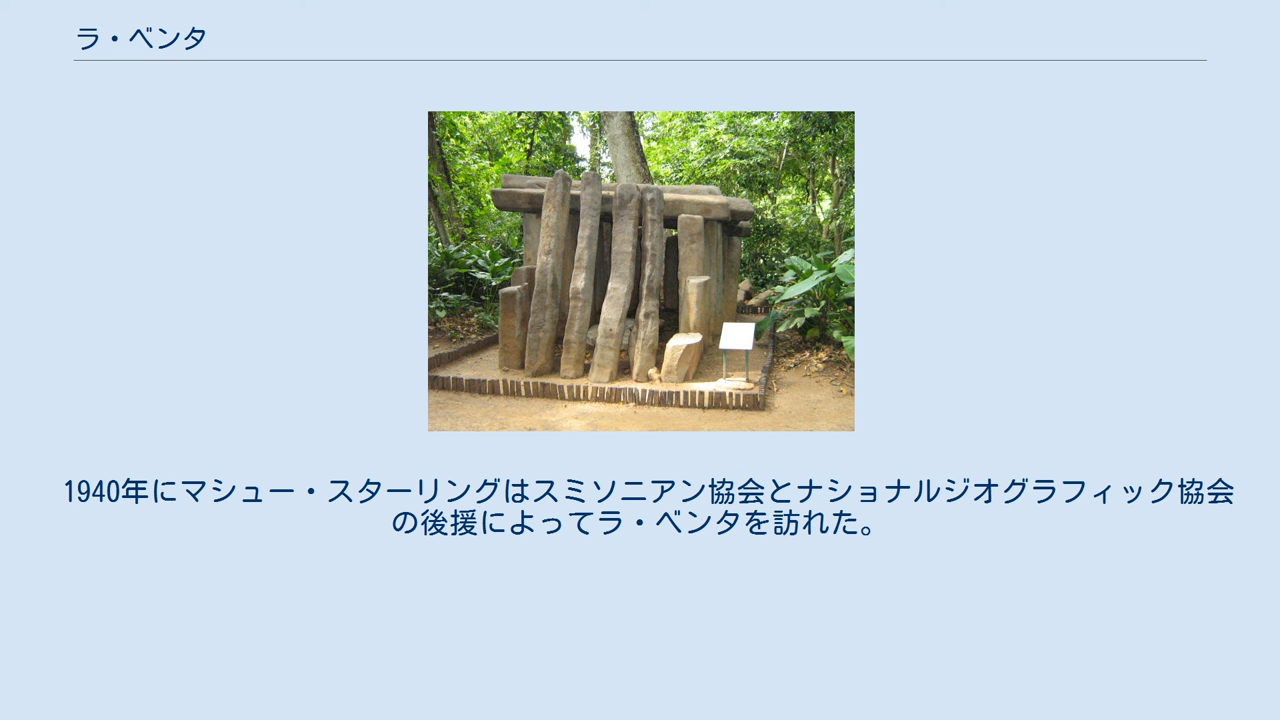 ラ・ベンタ
1940年にマシュー・スターリングはスミソニアン協会とナショナルジオグラフィック協会
の後援によってラ・ベンタを訪れた。